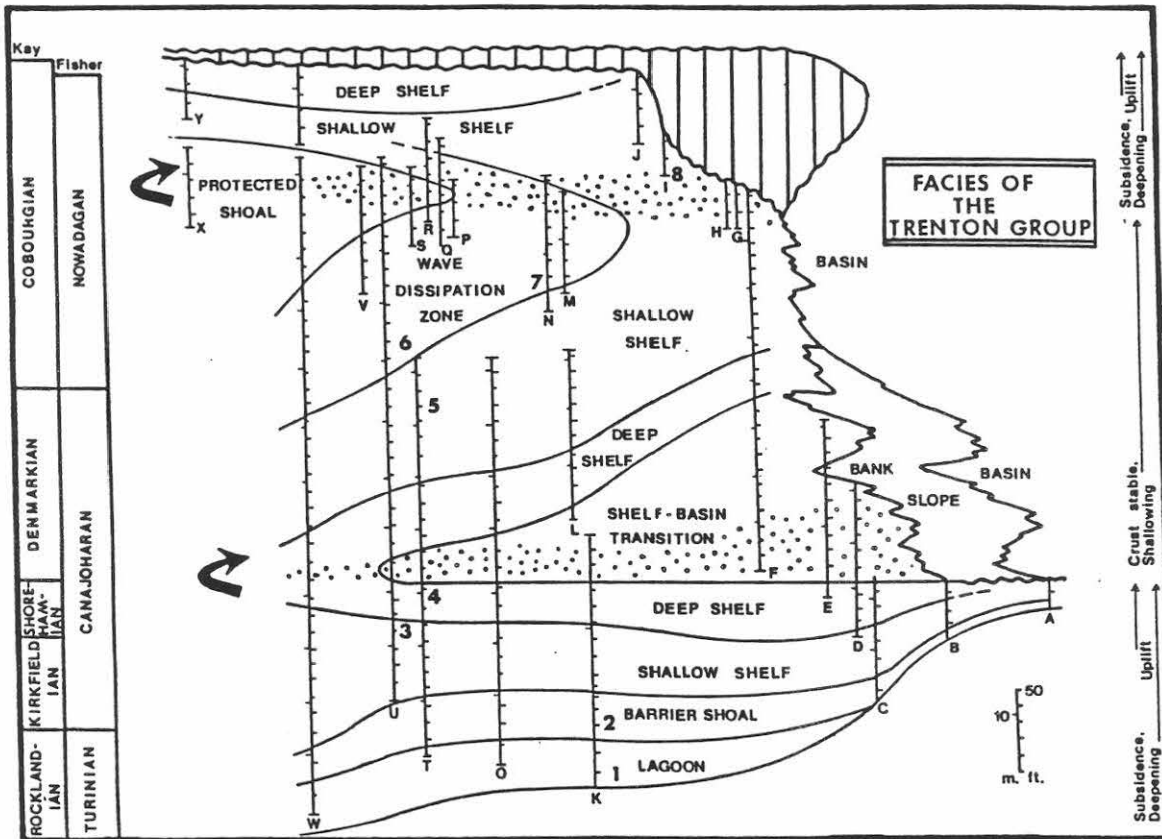 Kay
Fisher
COBOURGIAN
DENMARKIAN
SHORE-
HAM-
IAN
KIRKFIELD
IAN
ROCKLAND-
IAN
NOWADAGAN
CANAJOHARAN
TURINIAN
DEEP SHELF
SHALLOW SHELF
PROTECTED
SHOAL
WAVE
DISSIPATION
ZONE
SHALLOW
SHELF
DEEP
SHELF
SHELF-BASIN
TRANSITION
BANK
SLOPE
BASIN
BASIN
DEEP SHELF
SHALLOW SHELF
BARRIER SHOAL
LAGOON
FACIES OF
THE
TRENTON GROUP
Y
X
W
V
U
T
S
R
Q
P
O
N
M
K
J
I
H
G
F
E
D
C
B
A
1
2
3
4
5
6
7
8
50
10
m. ft.
Subsidence, Uplift
Deepening
Crust stable,
Shallowing
Uplift
Subsidence,
Deepening